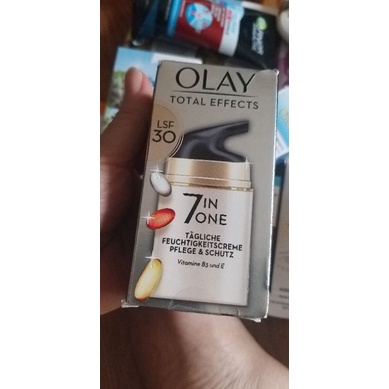 OLAY
TOTAL EFFECTS
LSF
30
7 IN
ONE
TÄGLICHE
FEUCHTIGKEITSCREME
PFLEGE & SCHUTZ
Vitamine B3 und E